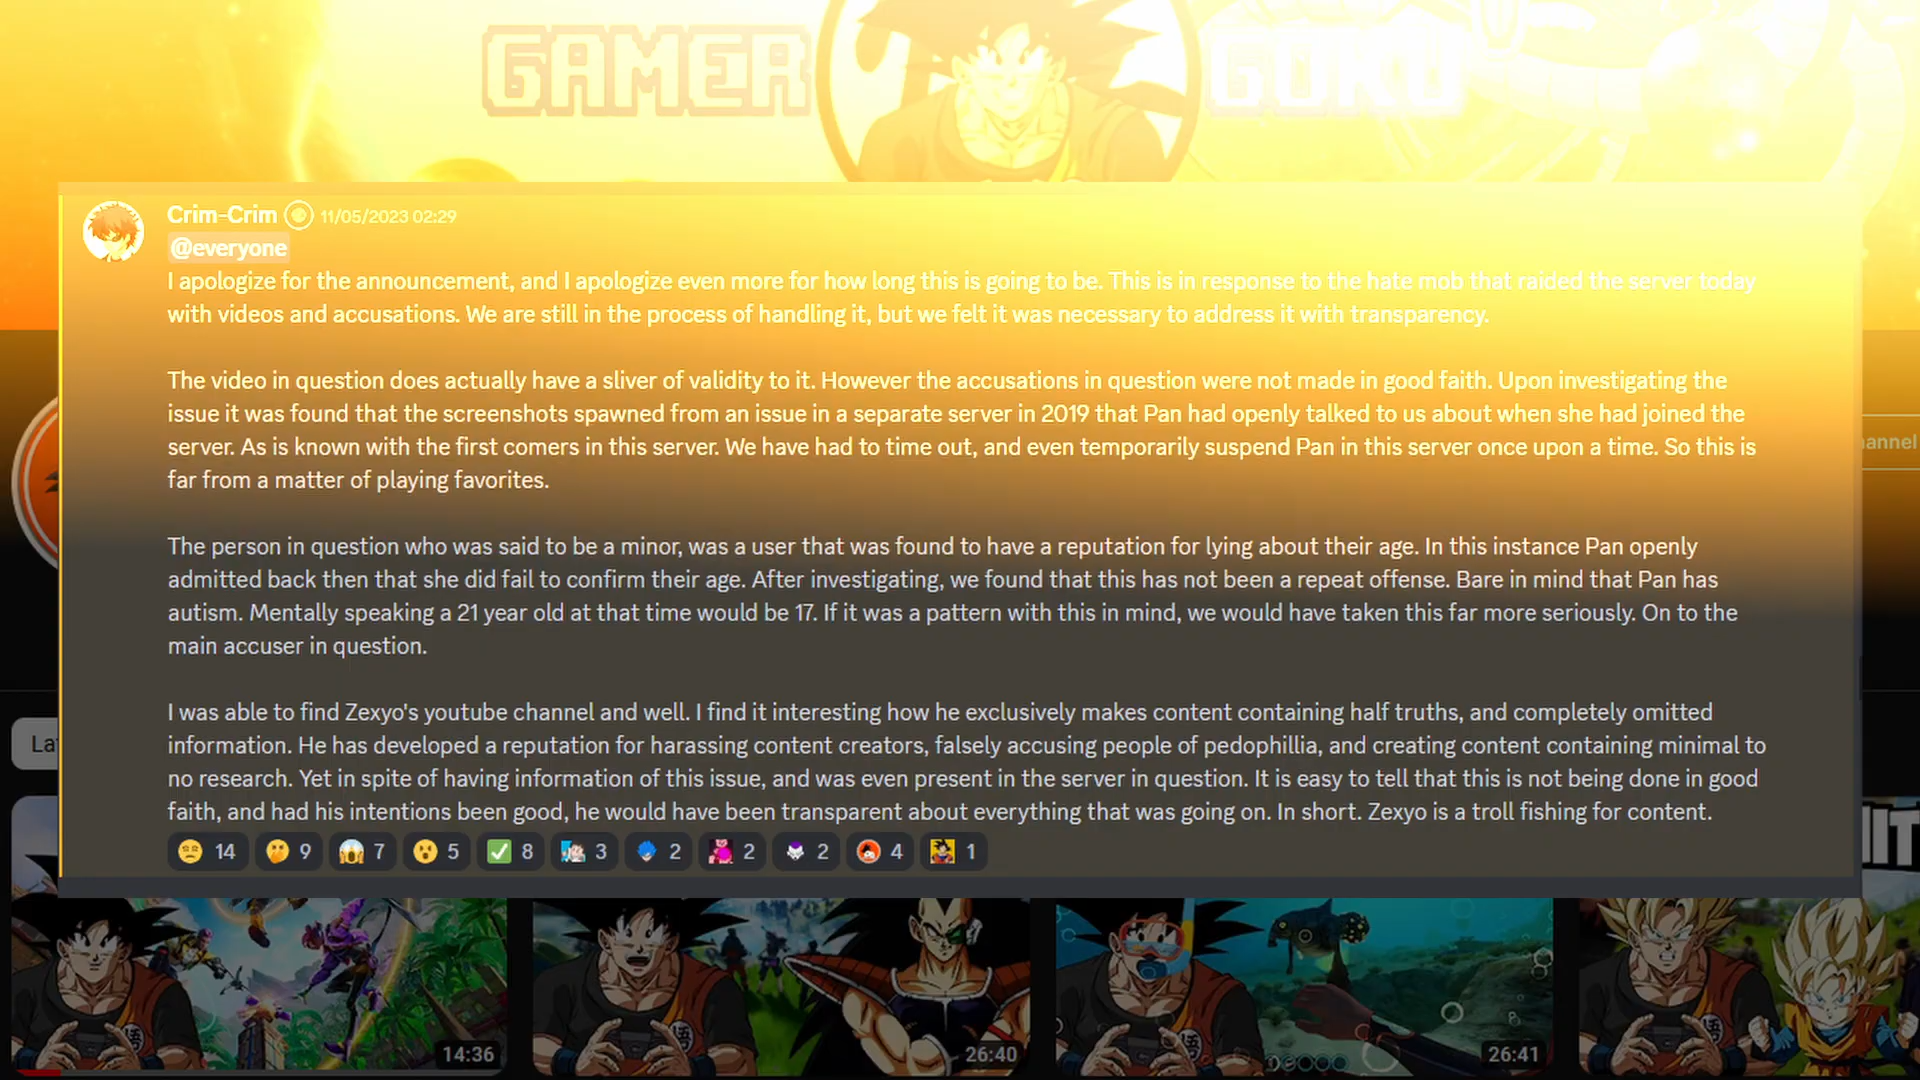 GAMER GOKU
Crim-Crim 11/05/2023 02:29
@everyone
I apologize for the announcement, and I apologize even more for how long this is going to be. This is in response to the hate mob that raided the server today
with videos and accusations. We are still in the process of handling it, but we felt it was necessary to address it with transparency.
The video in question does actually have a sliver of validity to it. However the accusations in question were not made in good faith. Upon investigating the
issue it was found that the screenshots spawned from an issue in a separate server in 2019 that Pan had openly talked to us about when she had joined the
server. As is known with the first comers in this server. We have had to time out, and even temporarily suspend Pan in this server once upon a time. So this is
far from a matter of playing favorites.
The person in question who was said to be a minor, was a user that was found to have a reputation for lying about their age. In this instance Pan openly
admitted back then that she did fail to confirm their age. After investigating, we found that this has not been a repeat offense. Bare in mind that Pan has
autism. Mentally speaking a 21 year old at that time would be 17. If it was a pattern with this in mind, we would have taken this far more seriously. On to the
main accuser in question.
I was able to find Zexyo's youtube channel and well. I find it interesting how he exclusively makes content containing half truths, and completely omitted
information. He has developed a reputation for harassing content creators, falsely accusing people of pedophillia, and creating content containing minimal to
no research. Yet in spite of having information of this issue, and was even present in the server in question. It is easy to tell that this is not being done in good
faith, and had his intentions been good, he would have been transparent about everything that was going on. In short. Zexyo is a troll fishing for content.
14 9 7 5 8 3 2 2 2 4 1
14:36 26:40 26:41